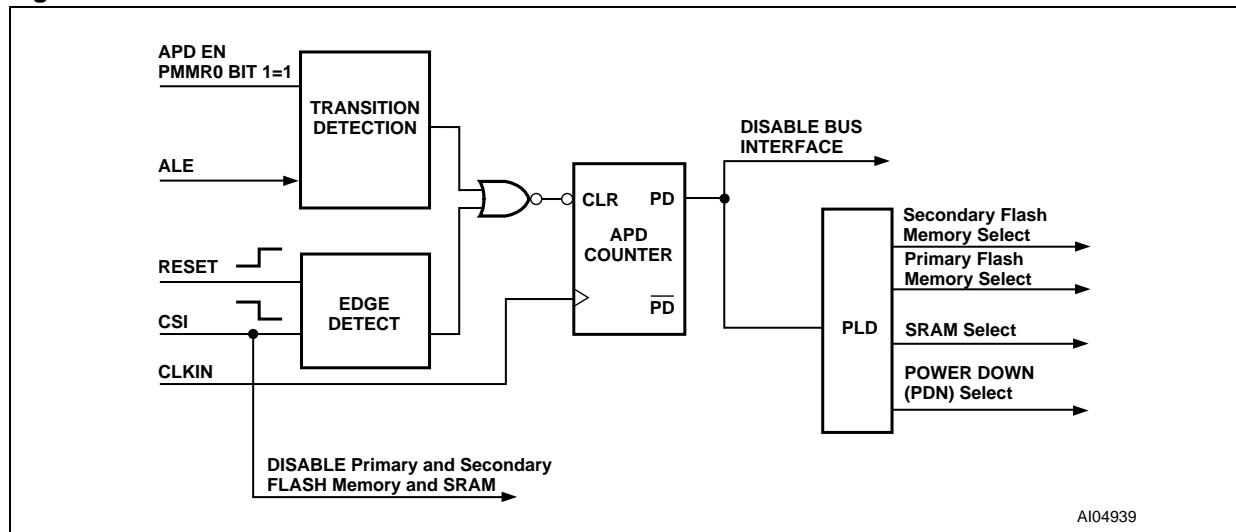 APD EN
PMMR0 BIT 1=1
TRANSITION
DETECTION
ALE
RESET
CSI
CLKIN
EDGE
DETECT
CLR
PD
APD
COUNTER
PD
DISABLE BUS
INTERFACE
PLD
Secondary Flash
Memory Select
Primary Flash
Memory Select
SRAM Select
POWER DOWN
(PDN) Select
DISABLE Primary and Secondary
FLASH Memory and SRAM
AI04939